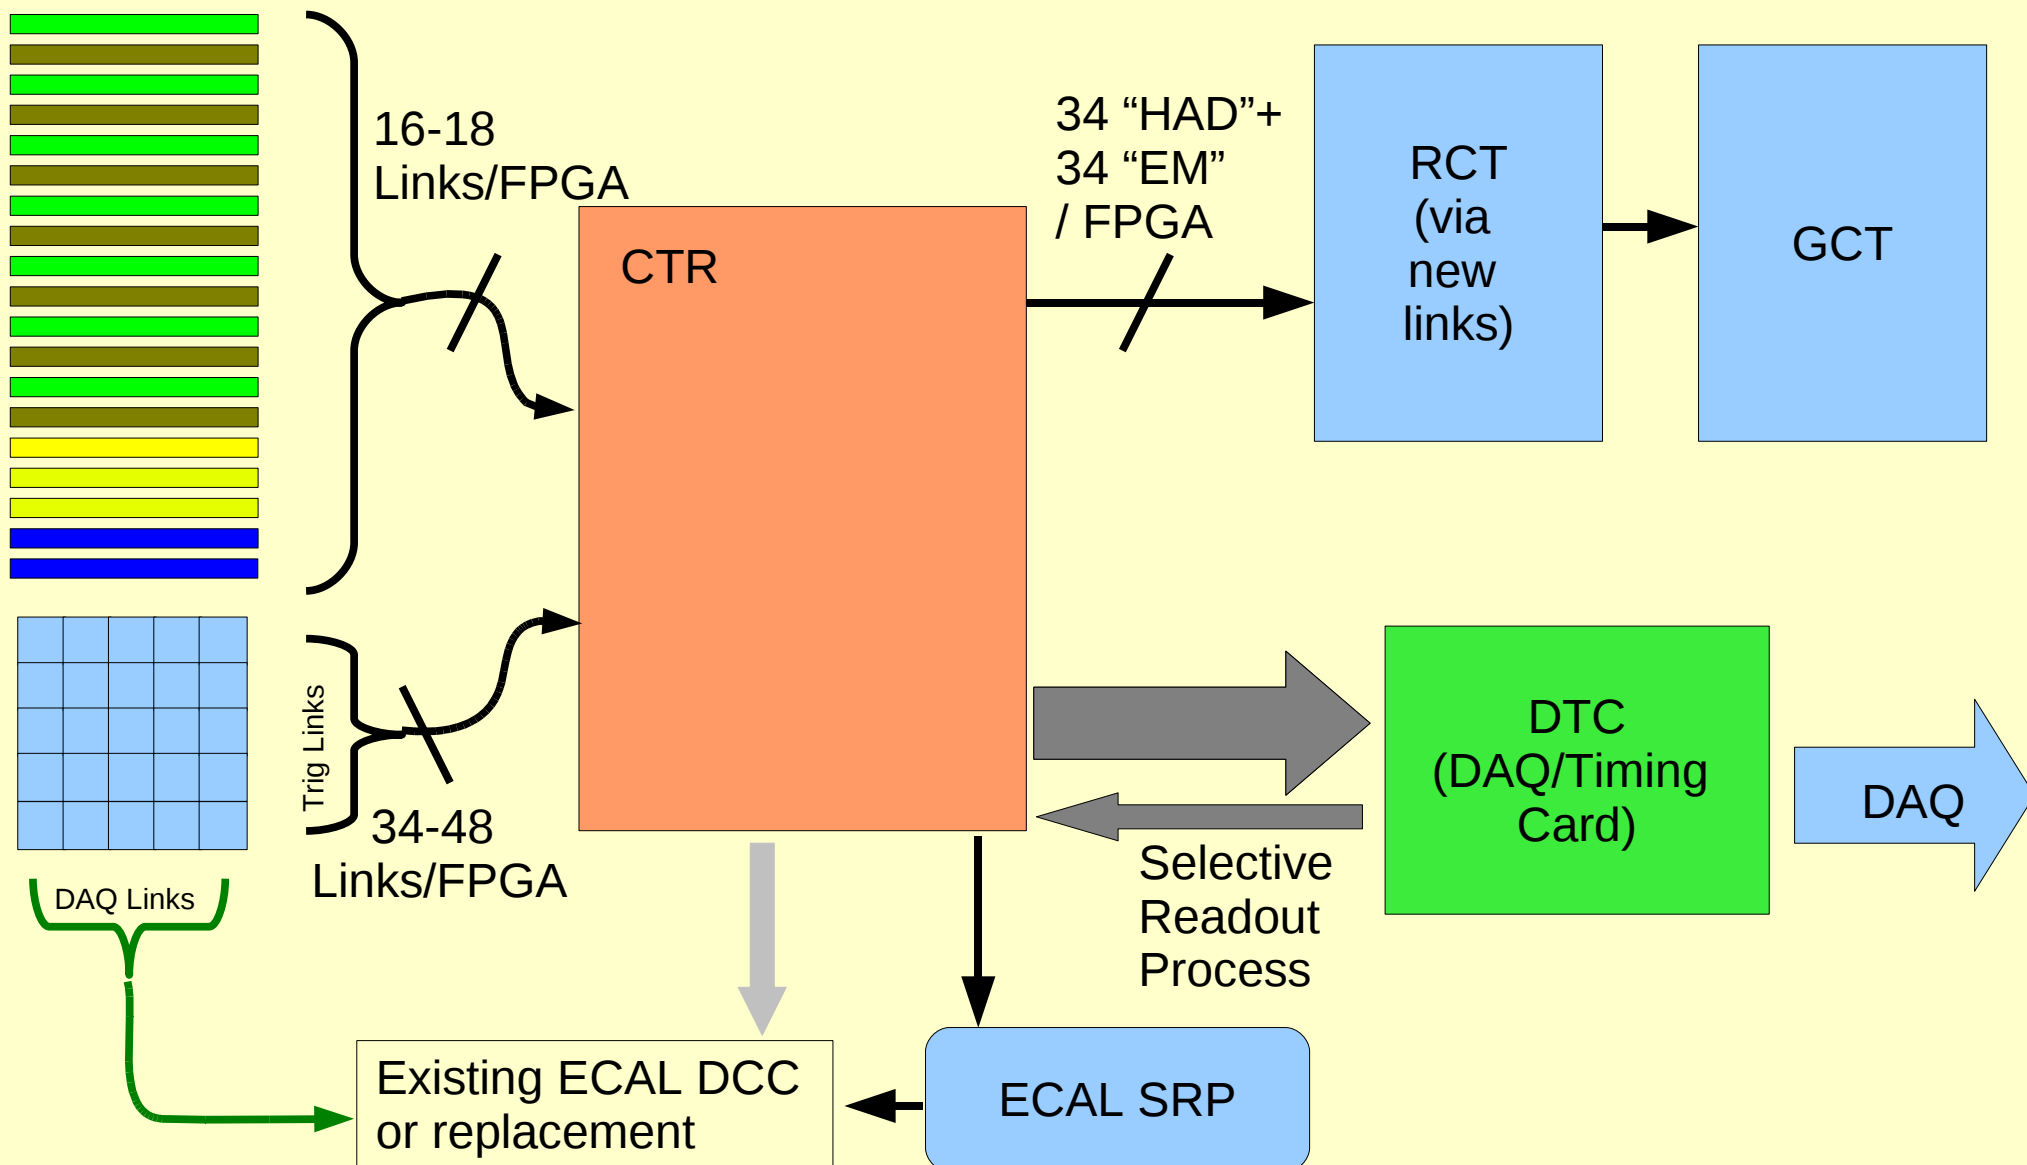 16-18
Links/FPGA
CTR
34 “HAD”+
34 “EM”
/ FPGA
RCT
(via
new
links)
GCT
Trig Links
34-48
Links/FPGA
DAQ Links
DTC
(DAQ/Timing
Card)
DAQ
Selective
Readout
Process
Existing ECAL DCC
or replacement
ECAL SRP